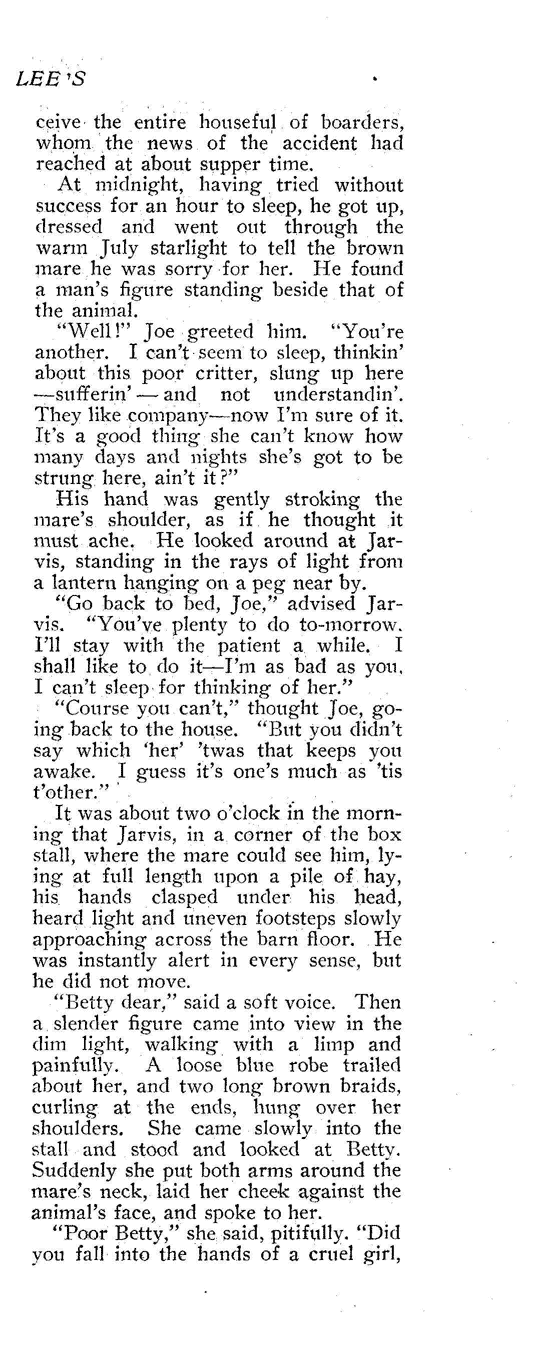 LEE'S
ceive the entire houseful of boarders,
whom the news of the accident had
reached at about supper time.
At midnight, having tried without
success for an hour to sleep, he got up,
dressed and went out through the
warm July starlight to tell the brown
mare he was sorry for her. He found
a man's figure standing beside that of
the animal.
"Well!" Joe greeted him. "You're
another. I can't seem to sleep, thinkin'
about this poor critter, slung up here
—sufferin' — and not understandin'.
They like company—now I'm sure of it.
It's a good thing she can't know how
many days and nights she's got to be
strung here, ain't it?"
His hand was gently stroking the
mare's shoulder, as if he thought it
must ache. He looked around at Jar-
vis, standing in the rays of light from
a lantern hanging on a peg near by.
"Go back to bed, Joe," advised Jar-
vis. "You've plenty to do to-morrow.
I'll stay with the patient a while. I
shall like to do it—I'm as bad as you.
I can't sleep for thinking of her."
"Course you can't," thought Joe, go-
ing back to the house. "But you didn't
say which 'her' 'twas that keeps you
awake. I guess it's one's much as 'tis
t'other."
It was about two o'clock in the morn-
ing that Jarvis, in a corner of the box
stall, where the mare could see him, ly-
ing at full length upon a pile of hay,
his hands clasped under his head,
heard light and uneven footsteps slowly
approaching across the barn floor. He
was instantly alert in every sense, but
he did not move.
"Betty dear," said a soft voice. Then
a slender figure came into view in the
dim light, walking with a limp and
painfully. A loose blue robe trailed
about her, and two long brown braids,
curling at the ends, hung over her
shoulders. She came slowly into the
stall and stood and looked at Betty.
Suddenly she put both arms around the
mare's neck, laid her cheek against the
animal's face, and spoke to her.
"Poor Betty," she said, pitifully. "Did
you fall into the hands of a cruel girl,